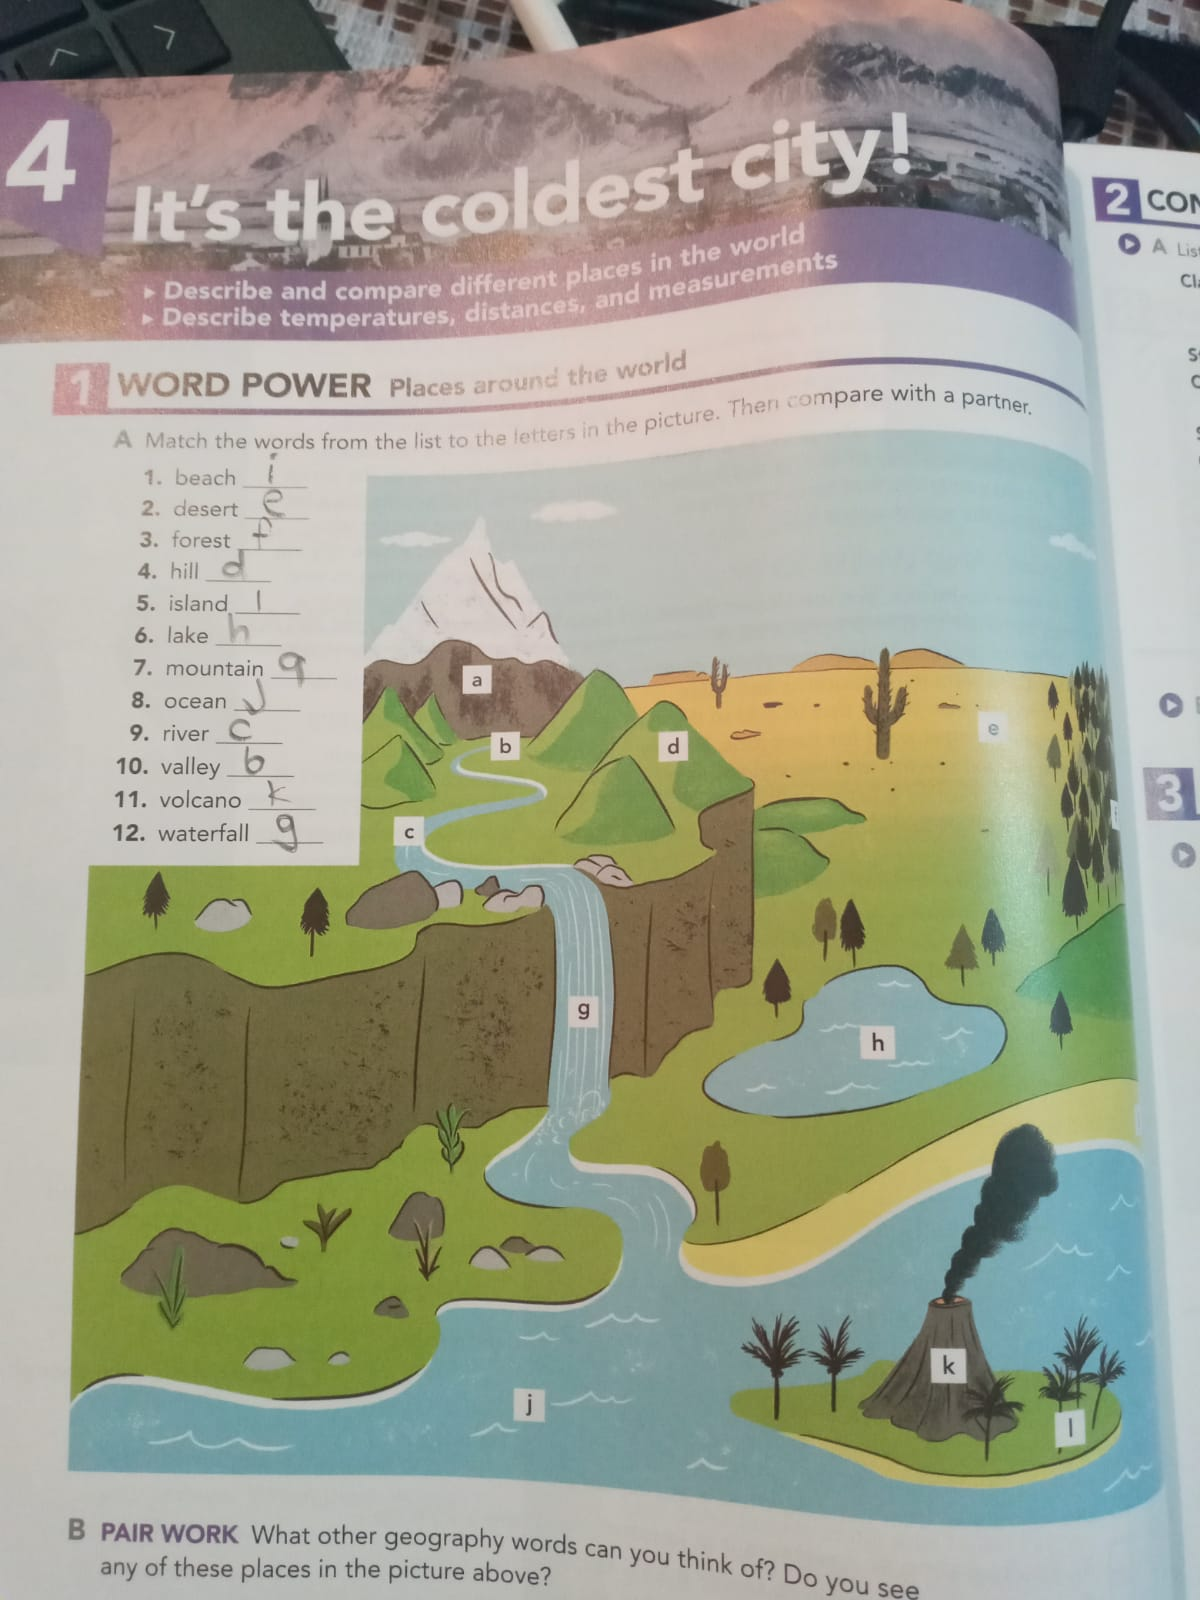 4
It's the coldest city!
▸ Describe and compare different places in the world
▸ Describe temperatures, distances, and measurements
1 WORD POWER Places around the world
A Match the words from the list to the letters in the picture. Then compare with a partner.
1. beach i
2. desert e
3. forest f
4. hill d
5. island l
6. lake h
7. mountain a
8. ocean j
9. river c
10. valley b
11. volcano k
12. waterfall g
a
b
d
e
c
g
h
k
j
l
B PAIR WORK What other geography words can you think of? Do you see
any of these places in the picture above?
2
A
3